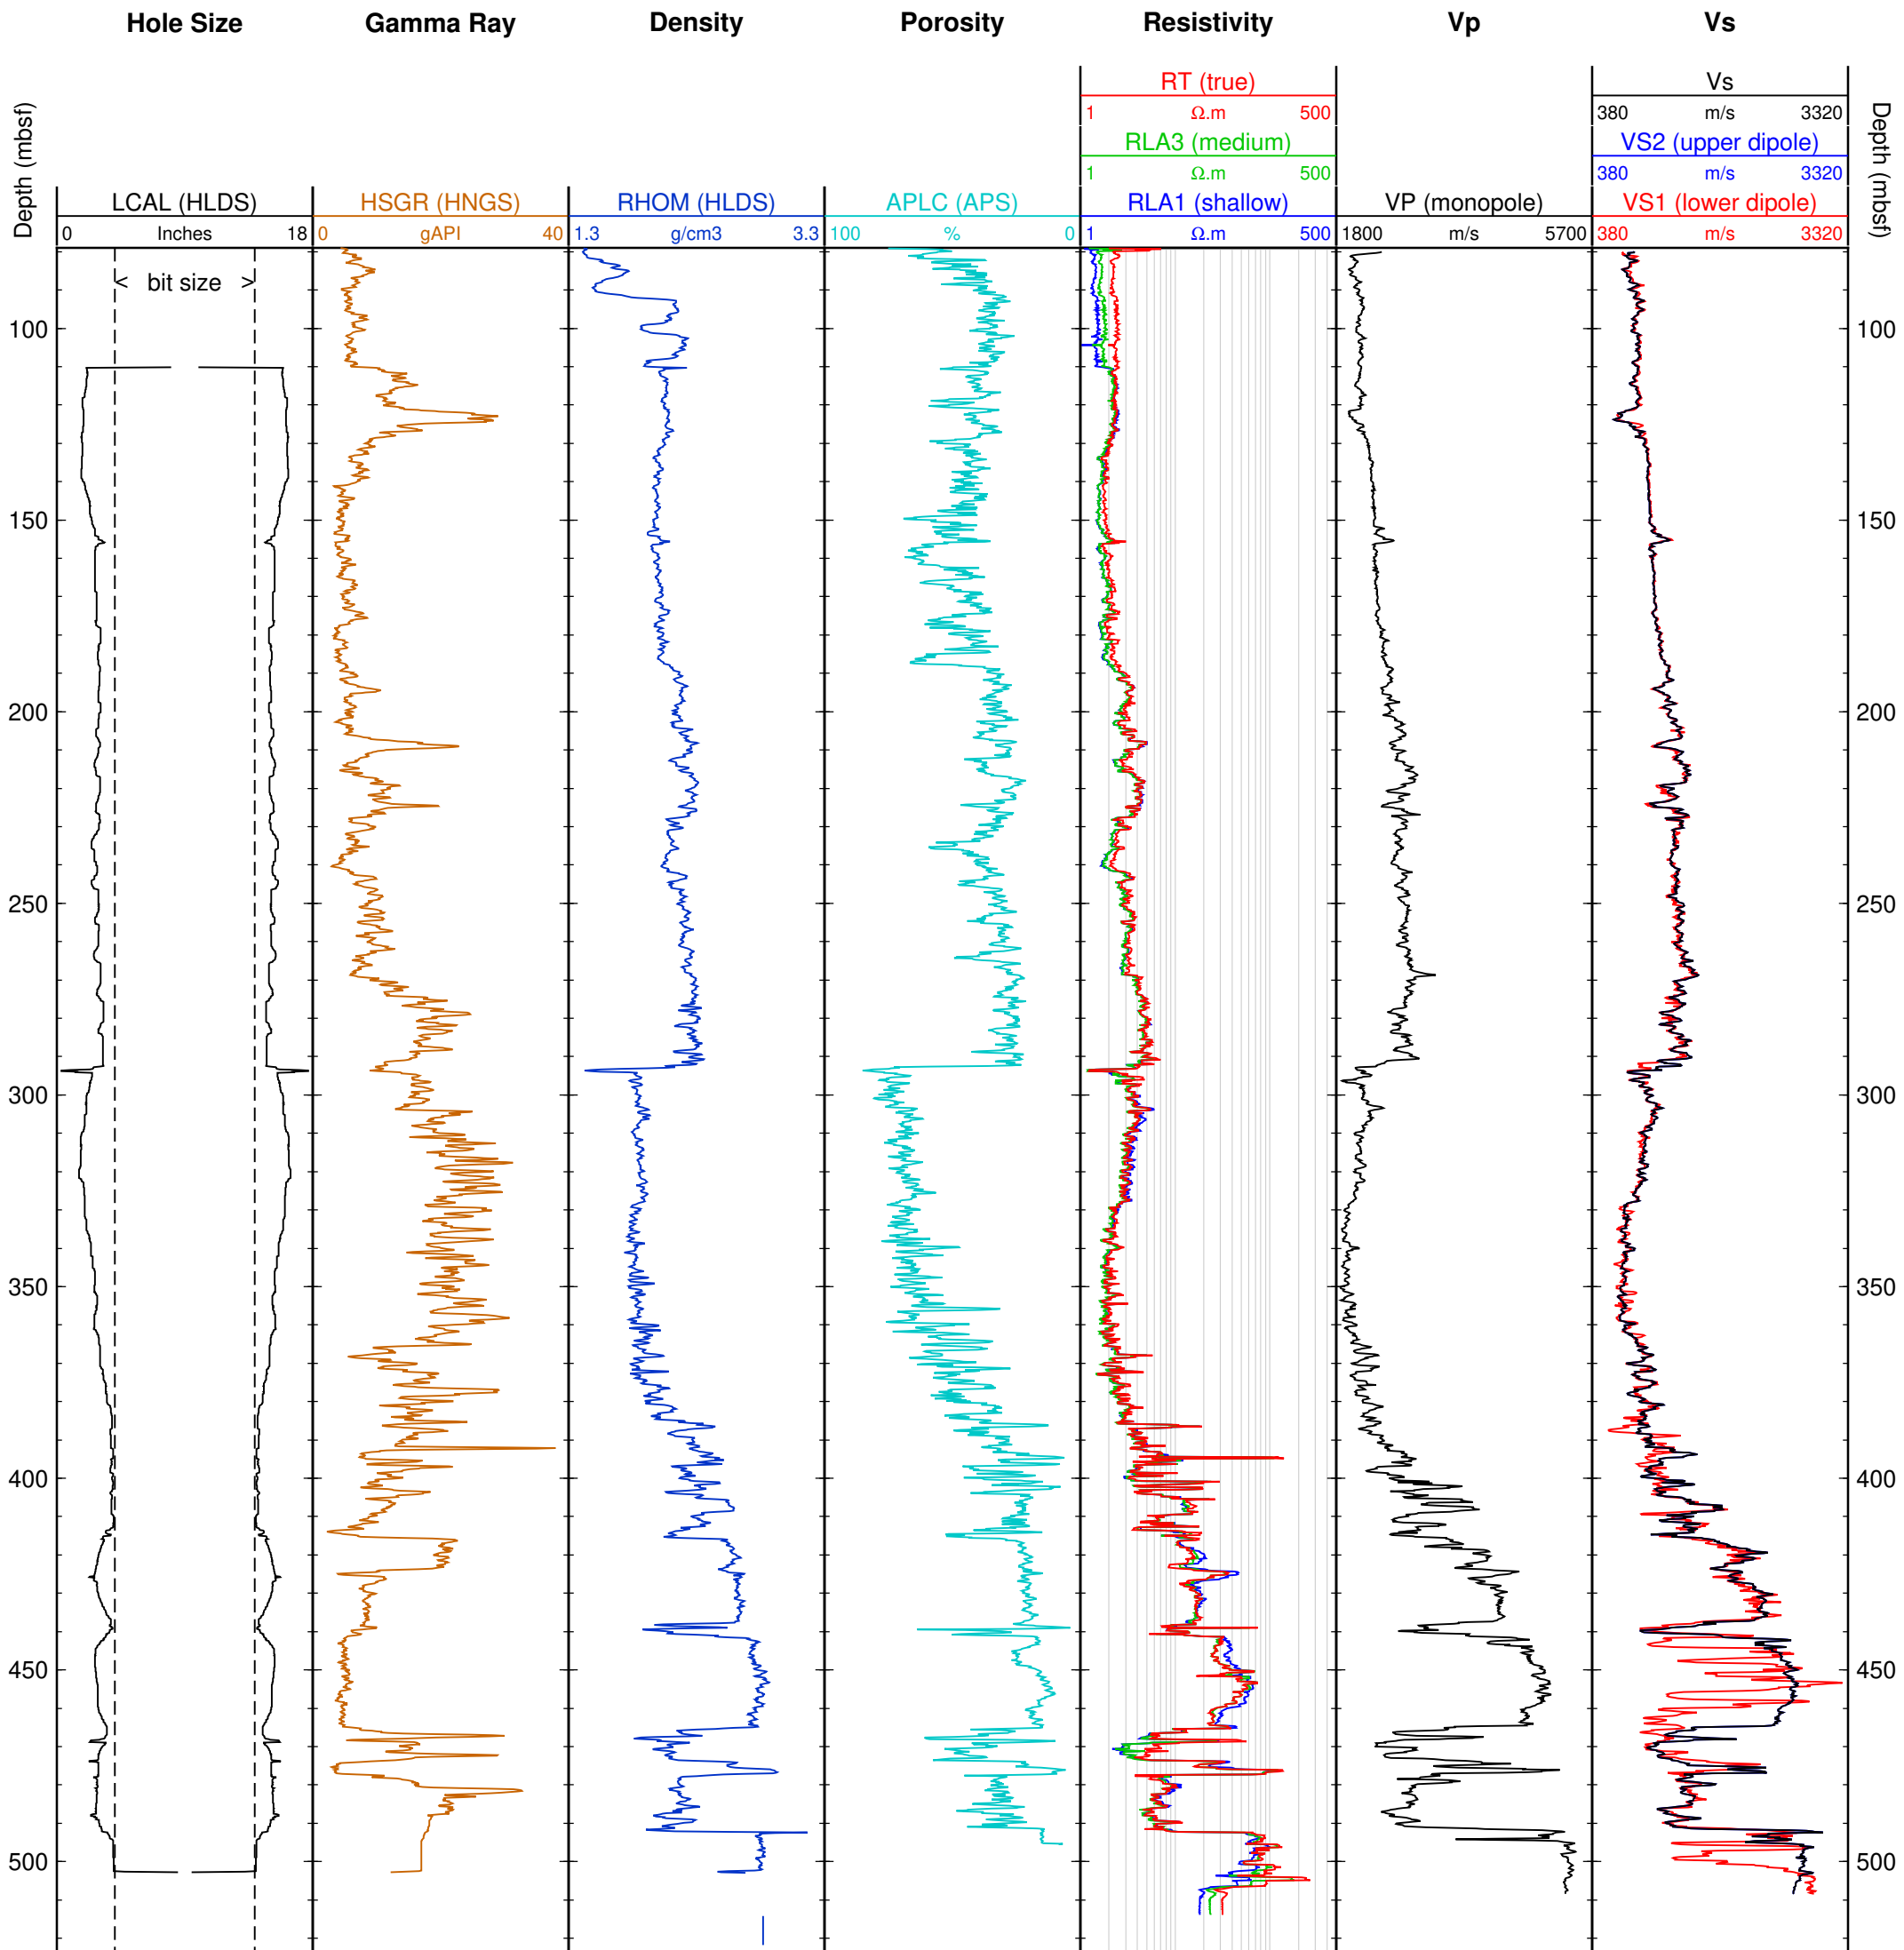 Hole Size Gamma Ray Density Porosity Resistivity Vp Vs
RT (true) Vs
1 Ω.m 500 380 m/s 3320
RLA3 (medium) VS2 (upper dipole)
1 Ω.m 500 380 m/s 3320
LCAL (HLDS) HSGR (HNGS) RHOM (HLDS) APLC (APS) RLA1 (shallow) VP (monopole) VS1 (lower dipole)
0 Inches 18 0 gAPI 40 1.3 g/cm3 3.3 100 % 0 1 Ω.m 500 1800 m/s 5700 380 m/s 3320
Depth (mbsf) Depth (mbsf)
< bit size >
100 100
150 150
200 200
250 250
300 300
350 350
400 400
450 450
500 500